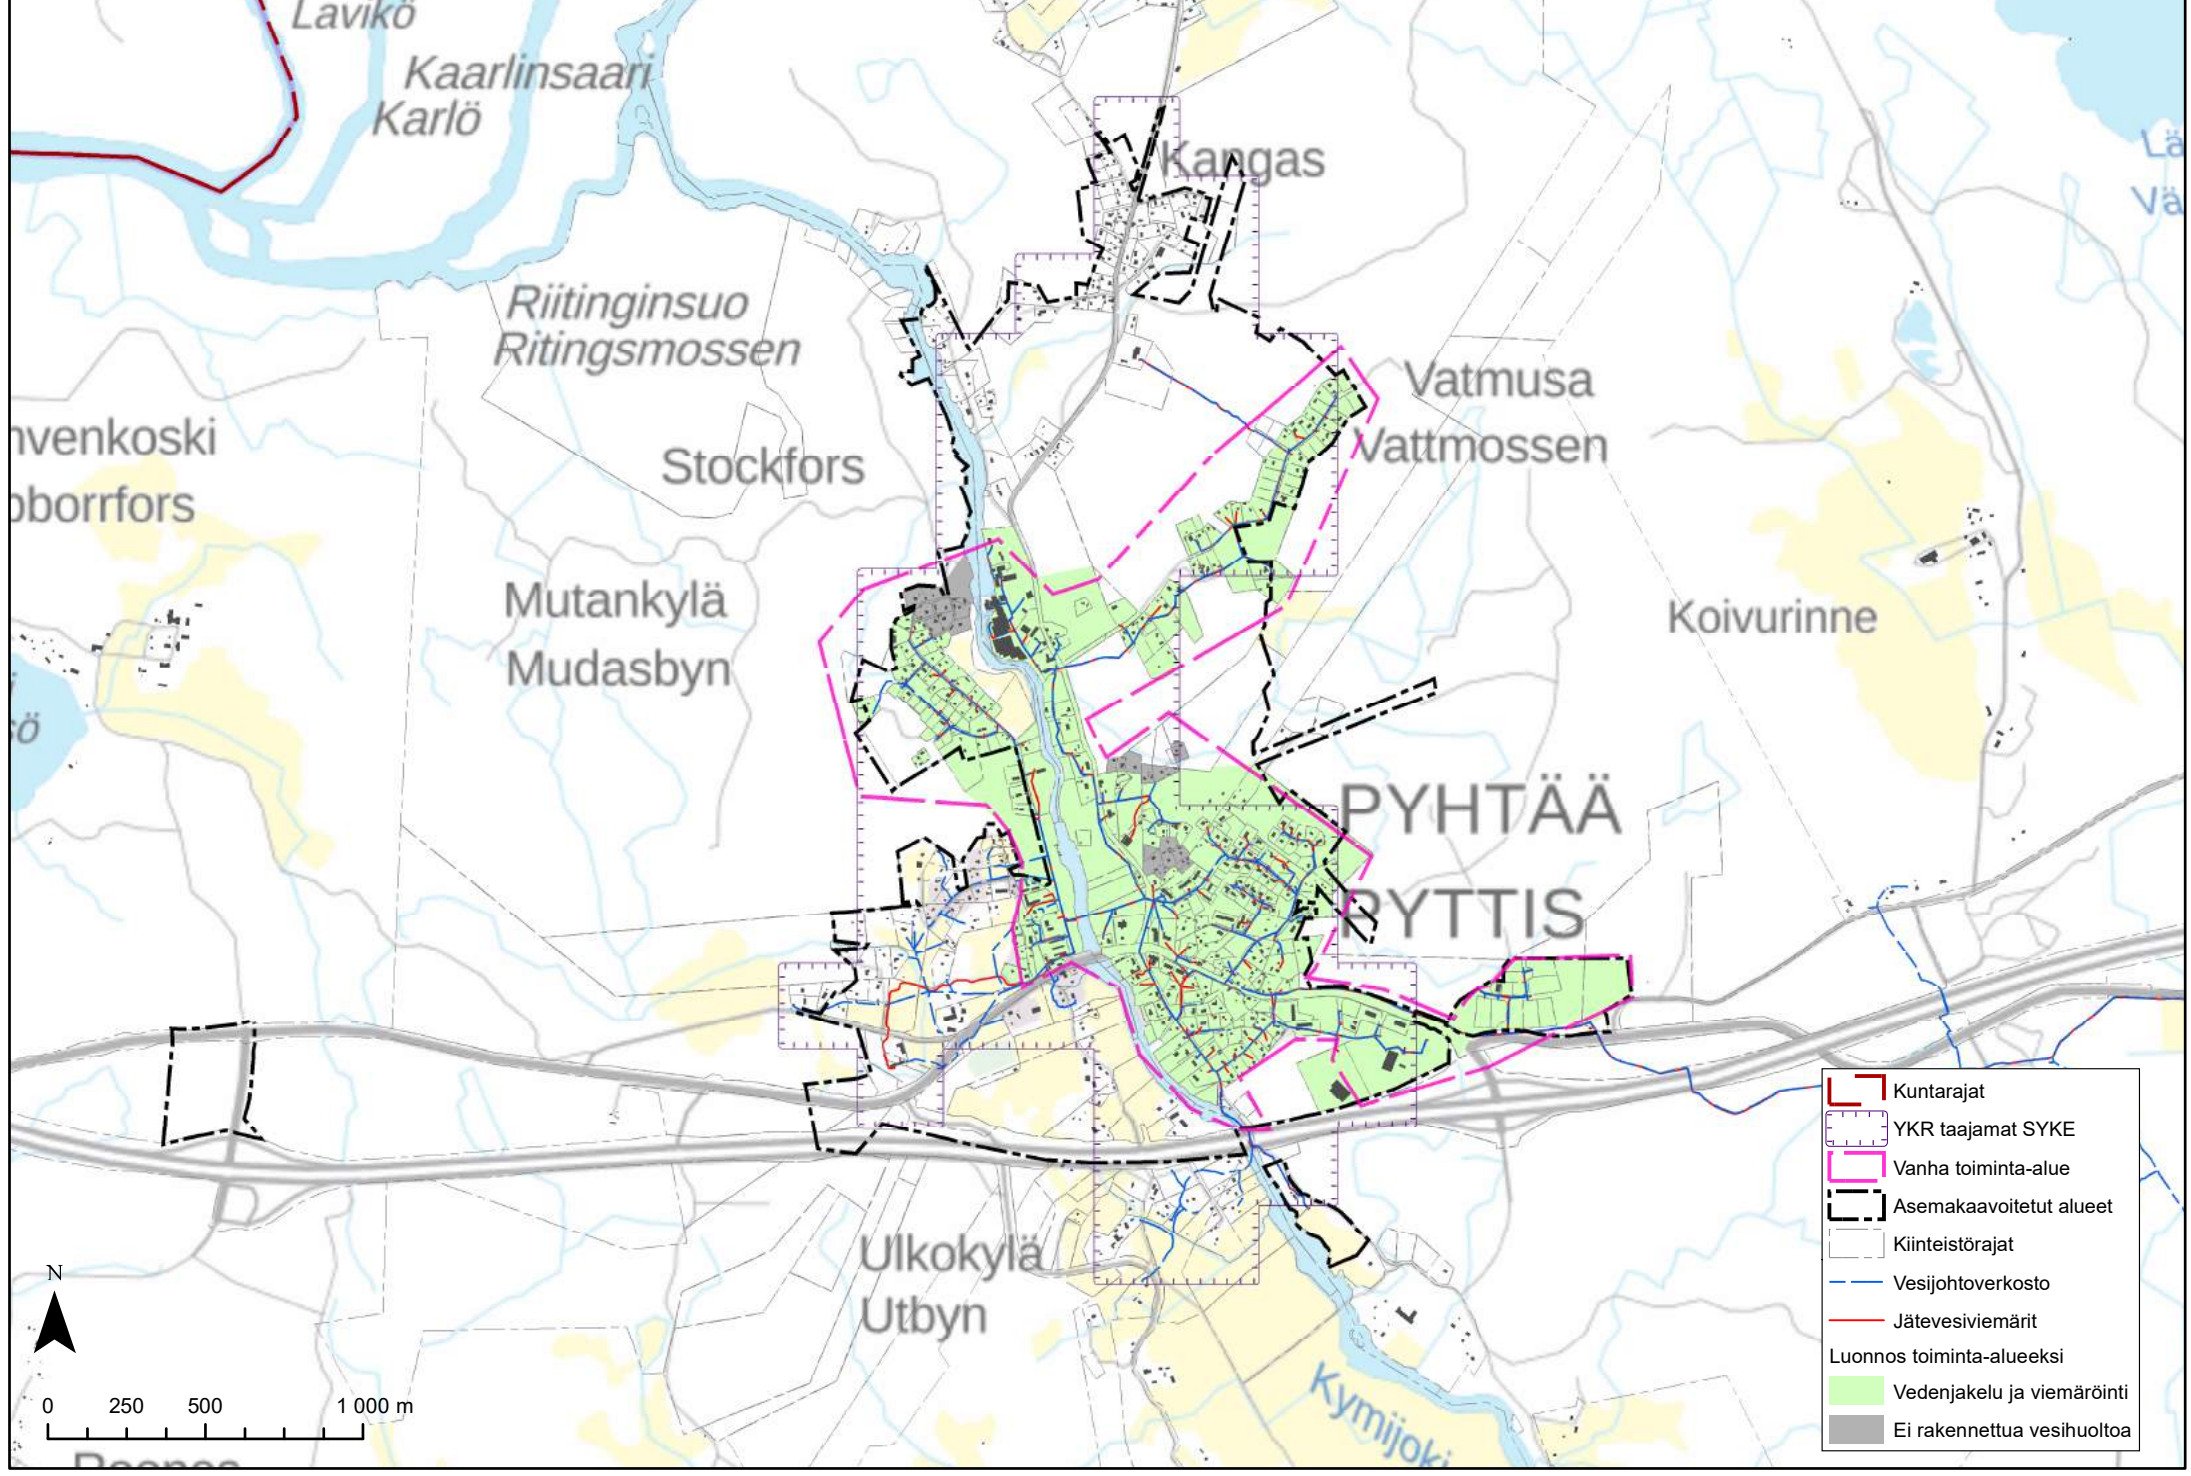 Lavikö
Kaarlinsaari
Karlö
Kangas
Lä
Vä
Riitinginsuo
Ritingsmossen
Vatmusa
Vattmossen
nvenkoski
bborrfors
Stockfors
Mutankylä
Mudasbyn
Koivurinne
ö
PYHTÄÄ
PYTTIS
Ulkokylä
Utbyn
Kymijoki
N
0 250 500 1 000 m
Kuntarajat
YKR taajamat SYKE
Vanha toiminta-alue
Asemakaavoitetut alueet
Kiinteistörajat
Vesijohtoverkosto
Jätevesiviemärit
Luonnos toiminta-alueeksi
Vedenjakelu ja viemäröinti
Ei rakennettua vesihuoltoa